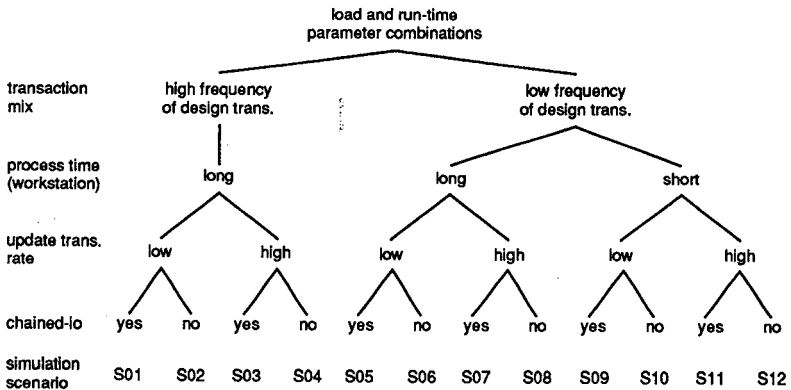 load and run-time
parameter combinations
transaction
mix
high frequency
of design trans.
low frequency
of design trans.
process time
(workstation)
long
long
short
update trans.
rate
low
high
low
high
low
high
chained-io
yes
no
yes
no
yes
no
yes
no
yes
no
yes
no
simulation
scenario
S01
S02
S03
S04
S05
S06
S07
S08
S09
S10
S11
S12